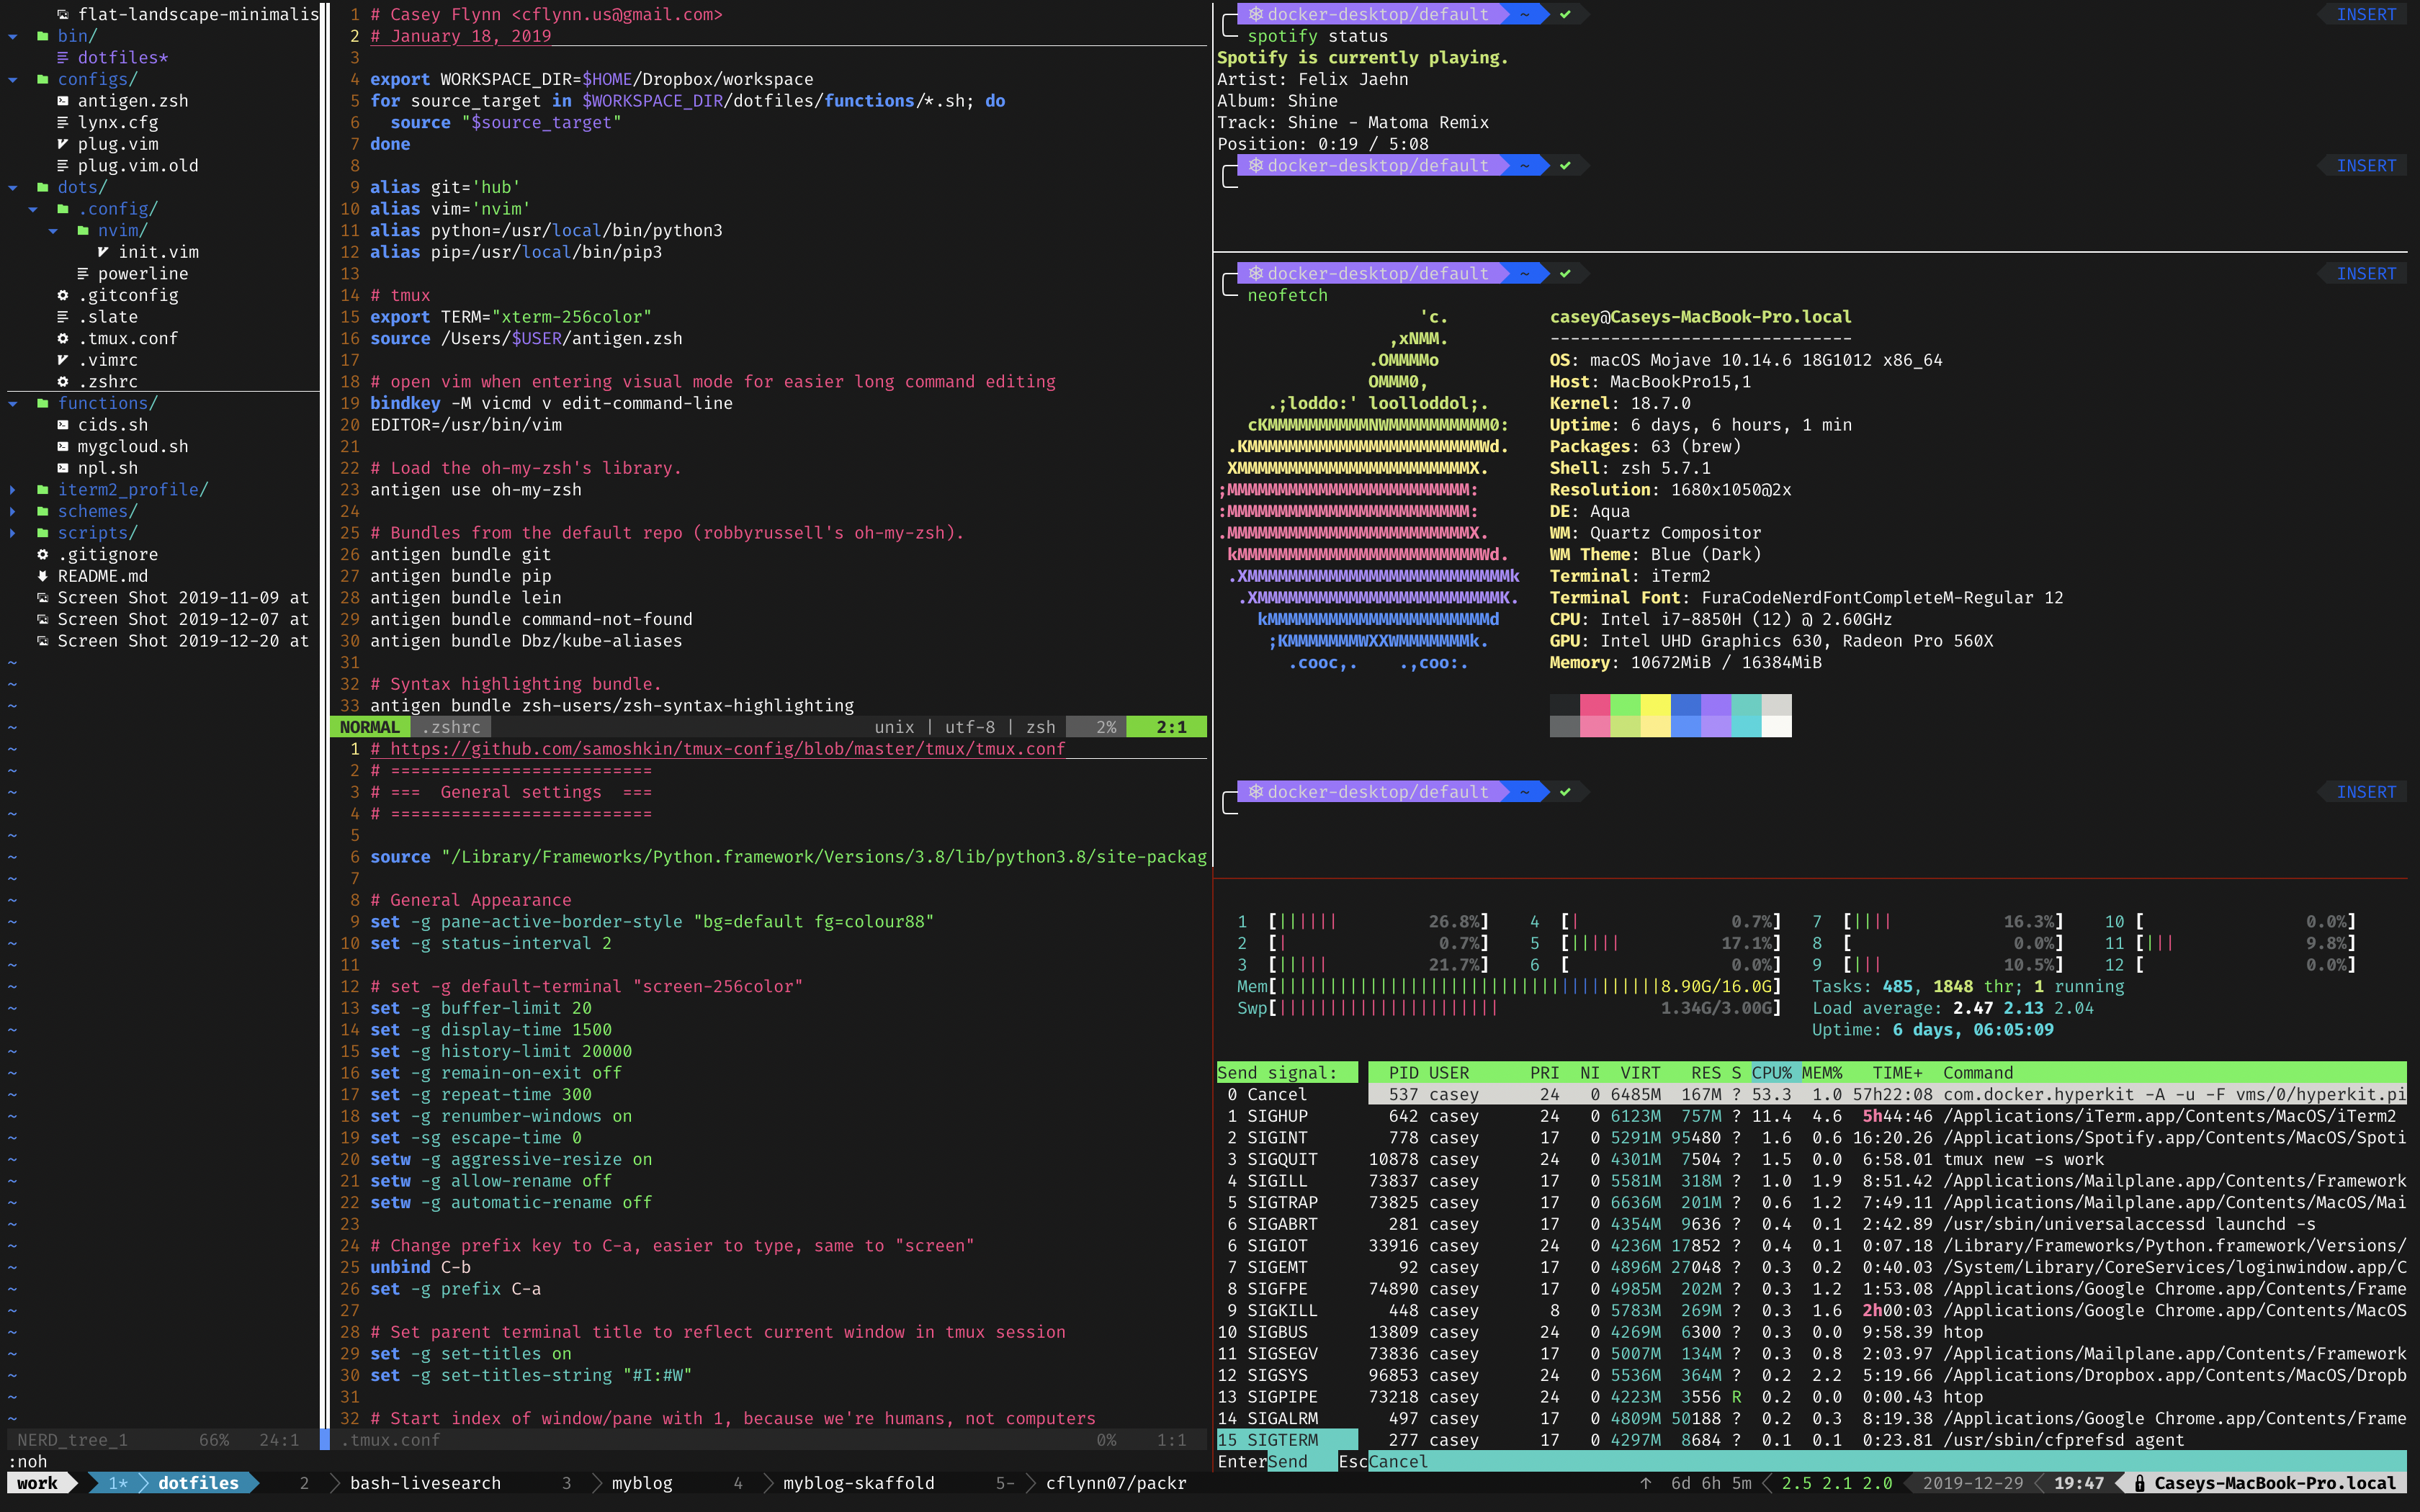 flat-landscape-minimalis
bin/
dotfiles*
configs/
antigen.zsh
lynx.cfg
plug.vim
plug.vim.old
dots/
.config/
nvim/
init.vim
powerline
.gitconfig
.slate
.tmux.conf
.vimrc
.zshrc
functions/
cids.sh
mygcloud.sh
npl.sh
iterm2_profile/
schemes/
scripts/
.gitignore
README.md
Screen Shot 2019-11-09 at
Screen Shot 2019-12-07 at
Screen Shot 2019-12-20 at
NERD_tree_1 66% 24:1
:noh
1 # Casey Flynn <cflynn.us@gmail.com>
2 # January 18, 2019
3
4 export WORKSPACE_DIR=$HOME/Dropbox/workspace
5 for source_target in $WORKSPACE_DIR/dotfiles/functions/*.sh; do
6 source "$source_target"
7 done
8
9 alias git='hub'
10 alias vim='nvim'
11 alias python=/usr/local/bin/python3
12 alias pip=/usr/local/bin/pip3
13
14 # tmux
15 export TERM="xterm-256color"
16 source /Users/$USER/antigen.zsh
17
18 # open vim when entering visual mode for easier long command editing
19 bindkey -M vicmd v edit-command-line
20 EDITOR=/usr/bin/vim
21
22 # Load the oh-my-zsh's library.
23 antigen use oh-my-zsh
24
25 # Bundles from the default repo (robbyrussell's oh-my-zsh).
26 antigen bundle git
27 antigen bundle pip
28 antigen bundle lein
29 antigen bundle command-not-found
30 antigen bundle Dbz/kube-aliases
31
32 # Syntax highlighting bundle.
33 antigen bundle zsh-users/zsh-syntax-highlighting
NORMAL .zshrc unix | utf-8 | zsh 2% 2:1
1 # https://github.com/samoshkin/tmux-config/blob/master/tmux/tmux.conf
2 # ==========================
3 # === General settings ===
4 # ==========================
5
6 source "/Library/Frameworks/Python.framework/Versions/3.8/lib/python3.8/site-packag
7
8 # General Appearance
9 set -g pane-active-border-style "bg=default fg=colour88"
10 set -g status-interval 2
11
12 # set -g default-terminal "screen-256color"
13 set -g buffer-limit 20
14 set -g display-time 1500
15 set -g history-limit 20000
16 set -g remain-on-exit off
17 set -g repeat-time 300
18 set -g renumber-windows on
19 set -sg escape-time 0
20 setw -g aggressive-resize on
21 setw -g allow-rename off
22 setw -g automatic-rename off
23
24 # Change prefix key to C-a, easier to type, same to "screen"
25 unbind C-b
26 set -g prefix C-a
27
28 # Set parent terminal title to reflect current window in tmux session
29 set -g set-titles on
30 set -g set-titles-string "#I:#W"
31
32 # Start index of window/pane with 1, because we're humans, not computers
.tmux.conf 0% 1:1
docker-desktop/default ~ ✔ INSERT
spotify status
Spotify is currently playing.
Artist: Felix Jaehn
Album: Shine
Track: Shine - Matoma Remix
Position: 0:19 / 5:08
docker-desktop/default ~ ✔ INSERT
docker-desktop/default ~ ✔ INSERT
neofetch
'c.
,xNMM.
.OMMMMo
OMMM0,
.;loddo:' loolloddol;.
cKMMMMMMMMMMNWMMMMMMMMMM0:
.KMMMMMMMMMMMMMMMMMMMMMMMWd.
XMMMMMMMMMMMMMMMMMMMMMMMX.
;MMMMMMMMMMMMMMMMMMMMMMMM:
:MMMMMMMMMMMMMMMMMMMMMMMM:
.MMMMMMMMMMMMMMMMMMMMMMMMX.
kMMMMMMMMMMMMMMMMMMMMMMMMWd.
.XMMMMMMMMMMMMMMMMMMMMMMMMMMk
.XMMMMMMMMMMMMMMMMMMMMMMMMK.
kMMMMMMMMMMMMMMMMMMMMMMd
;KMMMMMMMWXXWMMMMMMMk.
.cooc,. .,coo:.
casey@Caseys-MacBook-Pro.local
------------------------------
OS: macOS Mojave 10.14.6 18G1012 x86_64
Host: MacBookPro15,1
Kernel: 18.7.0
Uptime: 6 days, 6 hours, 1 min
Packages: 63 (brew)
Shell: zsh 5.7.1
Resolution: 1680x1050@2x
DE: Aqua
WM: Quartz Compositor
WM Theme: Blue (Dark)
Terminal: iTerm2
Terminal Font: FuraCodeNerdFontCompleteM-Regular 12
CPU: Intel i7-8850H (12) @ 2.60GHz
GPU: Intel UHD Graphics 630, Radeon Pro 560X
Memory: 10672MiB / 16384MiB
docker-desktop/default ~ ✔ INSERT
1 [|||||| 26.8%] 4 [| 0.7%] 7 [|||| 16.3%] 10 [ 0.0%]
2 [| 0.7%] 5 [||||| 17.1%] 8 [ 0.0%] 11 [||| 9.8%]
3 [||||| 21.7%] 6 [ 0.0%] 9 [||| 10.5%] 12 [ 0.0%]
Mem[||||||||||||||||||||||||||||||||||||||8.90G/16.0G] Tasks: 485, 1848 thr; 1 running
Swp[|||||||||||||||||||||| 1.34G/3.00G] Load average: 2.47 2.13 2.04
Uptime: 6 days, 06:05:09
Send signal: PID USER PRI NI VIRT RES S CPU% MEM% TIME+ Command
0 Cancel 537 casey 24 0 6485M 167M ? 53.3 1.0 57h22:08 com.docker.hyperkit -A -u -F vms/0/hyperkit.pi
1 SIGHUP 642 casey 24 0 6123M 757M ? 11.4 4.6 5h44:46 /Applications/iTerm.app/Contents/MacOS/iTerm2
2 SIGINT 778 casey 17 0 5291M 95480 ? 1.6 0.6 16:20.26 /Applications/Spotify.app/Contents/MacOS/Spoti
3 SIGQUIT 10878 casey 24 0 4301M 7504 ? 1.5 0.0 6:58.01 tmux new -s work
4 SIGILL 73837 casey 17 0 5581M 318M ? 1.0 1.9 8:51.42 /Applications/Mailplane.app/Contents/Framework
5 SIGTRAP 73825 casey 17 0 6636M 201M ? 0.6 1.2 7:49.11 /Applications/Mailplane.app/Contents/MacOS/Mai
6 SIGABRT 281 casey 17 0 4354M 9636 ? 0.4 0.1 2:42.89 /usr/sbin/universalaccessd launchd -s
6 SIGIOT 33916 casey 24 0 4236M 17852 ? 0.4 0.1 0:07.18 /Library/Frameworks/Python.framework/Versions/
7 SIGEMT 92 casey 17 0 4896M 27048 ? 0.3 0.2 0:40.03 /System/Library/CoreServices/loginwindow.app/C
8 SIGFPE 74890 casey 17 0 4985M 202M ? 0.3 1.2 1:53.08 /Applications/Google Chrome.app/Contents/Frame
9 SIGKILL 448 casey 8 0 5783M 269M ? 0.3 1.6 2h00:03 /Applications/Google Chrome.app/Contents/MacOS
10 SIGBUS 13809 casey 24 0 4269M 6300 ? 0.3 0.0 9:58.39 htop
11 SIGSEGV 73836 casey 17 0 5007M 134M ? 0.3 0.8 2:03.97 /Applications/Mailplane.app/Contents/Framework
12 SIGSYS 96853 casey 24 0 5536M 364M ? 0.2 2.2 5:19.66 /Applications/Dropbox.app/Contents/MacOS/Dropb
13 SIGPIPE 73218 casey 24 0 4223M 3556 R 0.2 0.0 0:00.43 htop
14 SIGALRM 497 casey 17 0 4809M 50188 ? 0.2 0.3 8:19.38 /Applications/Google Chrome.app/Contents/Frame
15 SIGTERM 277 casey 17 0 4297M 8684 ? 0.1 0.1 0:23.81 /usr/sbin/cfprefsd agent
EnterSend EscCancel
work 1* dotfiles 2 bash-livesearch 3 myblog 4 myblog-skaffold 5- cflynn07/packr ↑ 6d 6h 5m 2.5 2.1 2.0 2019-12-29 19:47 Caseys-MacBook-Pro.local